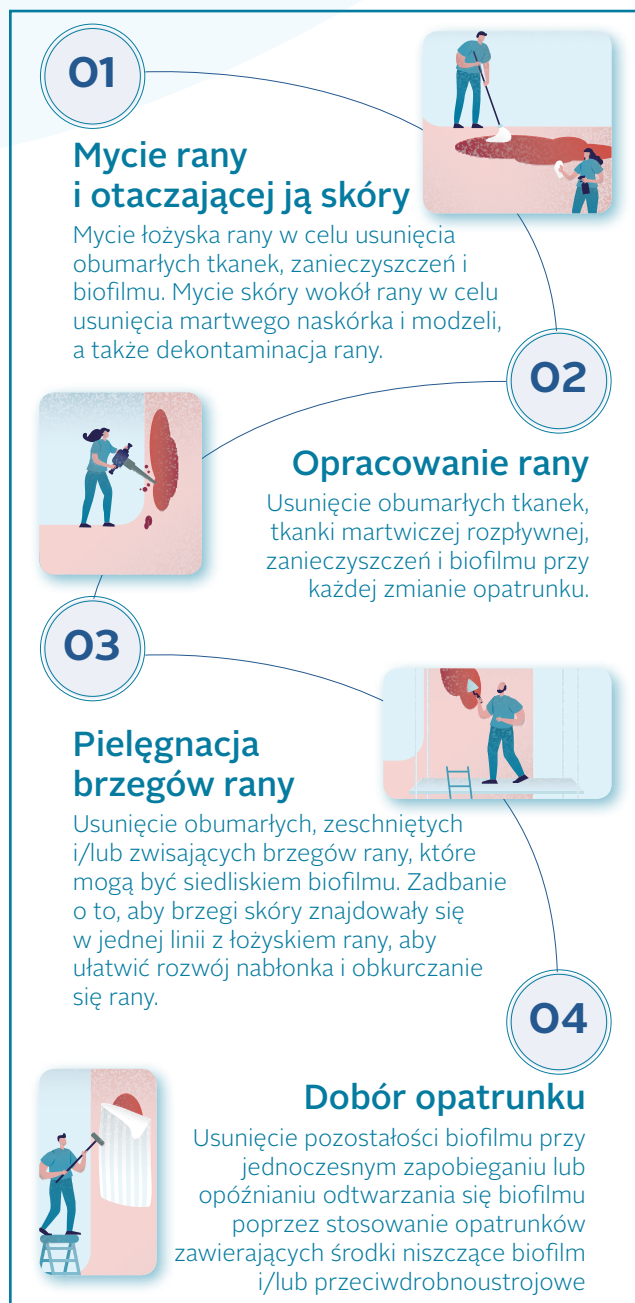 01
Mycie rany
i otaczającej ją skóry
Mycie łożyska rany w celu usunięcia
obumarłych tkanek, zanieczyszczeń i
biofilmu. Mycie skóry wokół rany w celu
usunięcia martwego naskórka i modzeli,
a także dekontaminacja rany.
02
Opracowanie rany
Usunięcie obumarłych tkanek,
tkanki martwiczej rozpływnej,
zanieczyszczeń i biofilmu przy
każdej zmianie opatrunku.
03
Pielęgnacja
brzegów rany
Usunięcie obumarłych, zeschniętych
i/lub zwisających brzegów rany, które
mogą być siedliskiem biofilmu. Zadbanie
o to, aby brzegi skóry znajdowały się
w jednej linii z łożyskiem rany, aby
ułatwić rozwój nabłonka i obkurczanie
się rany.
04
Dobór opatrunku
Usunięcie pozostałości biofilmu przy
jednoczesnym zapobieganiu lub
opóźnianiu odtwarzania się biofilmu
poprzez stosowanie opatrunków
zawierających środki niszczące biofilm
i/lub przeciwdrobnoustrojowe